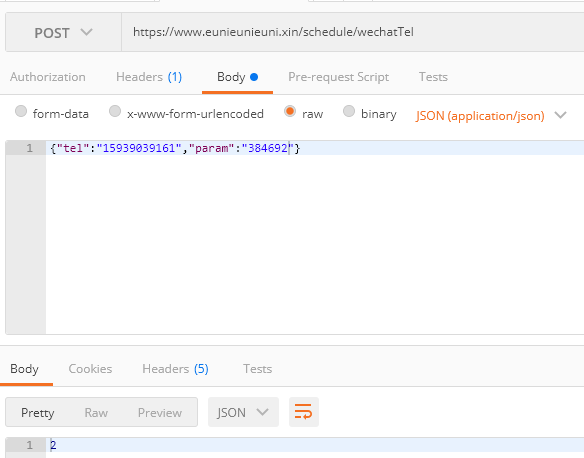 POST https://www.eunieunieuni.xin/schedule/wechatTel
Authorization Headers (1) Body Pre-request Script Tests
form-data x-www-form-urlencoded raw binary JSON (application/json)
1 {"tel":"15939039161","param":"384692"}
Body Cookies Headers (5) Tests
Pretty Raw Preview JSON
1 2